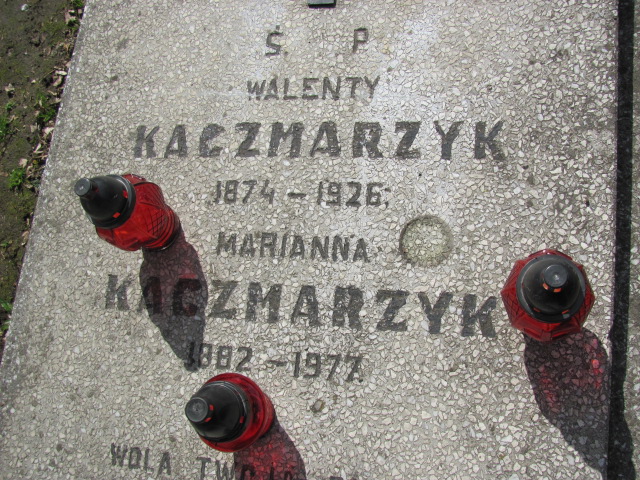 Ś P
WALENTY
KACZMARZYK
1874 - 1926.
MARIANNA
KACZMARZYK
1882 - 1977.
WOLA